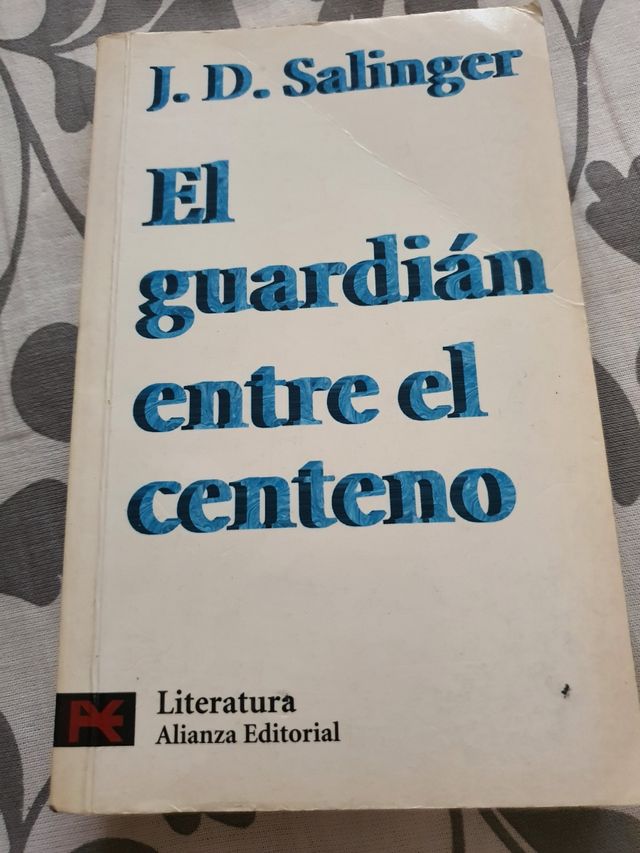 J. D. Salinger
El
guardián
entre el
centeno
Literatura
Alianza Editorial